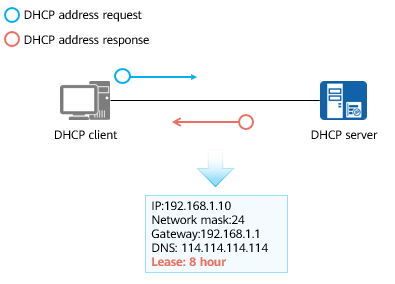 DHCP address request
DHCP address response
DHCP client
DHCP server
IP:192.168.1.10
Network mask:24
Gateway:192.168.1.1
DNS: 114.114.114.114
Lease: 8 hour